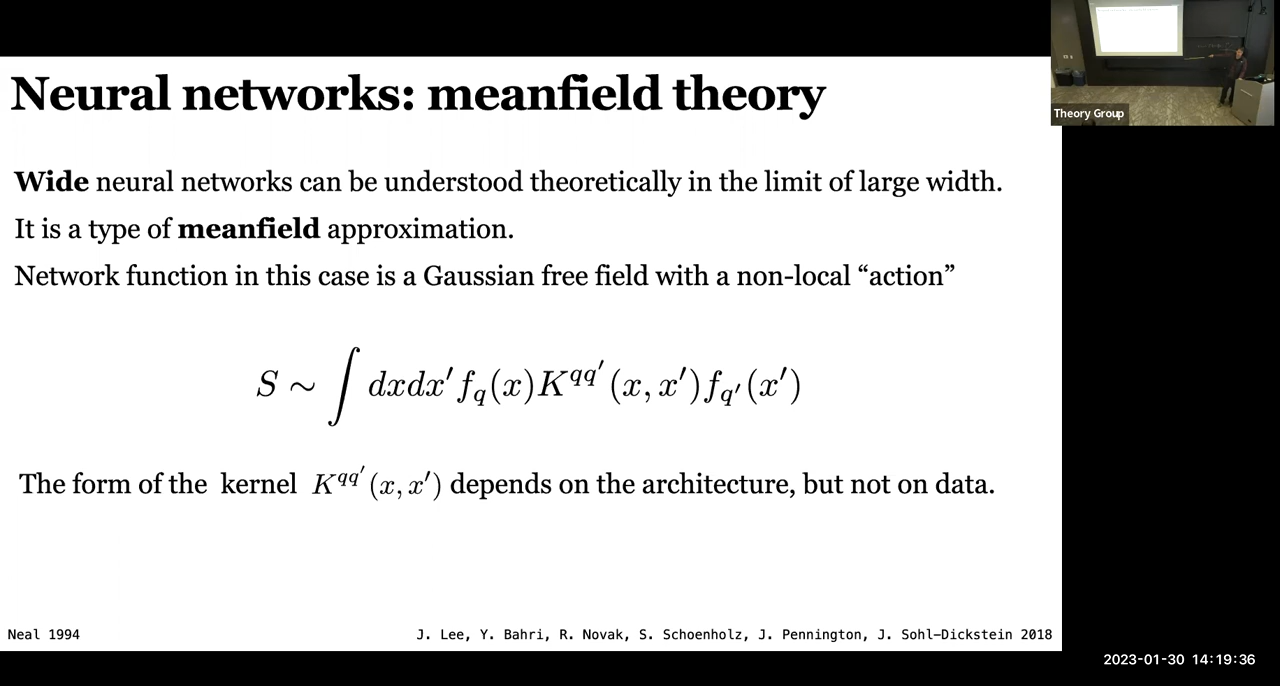 Neural networks: meanfield theory
Theory Group
Wide neural networks can be understood theoretically in the limit of large width.
It is a type of meanfield approximation.
Network function in this case is a Gaussian free field with a non-local “action”
S ∼ ∫ dxdx′ f_q(x) K^{qq′}(x, x′) f_{q′}(x′)
The form of the kernel K^{qq′}(x, x′) depends on the architecture, but not on data.
Neal 1994
J. Lee, Y. Bahri, R. Novak, S. Schoenholz, J. Pennington, J. Sohl-Dickstein 2018
2023-01-30 14:19:36